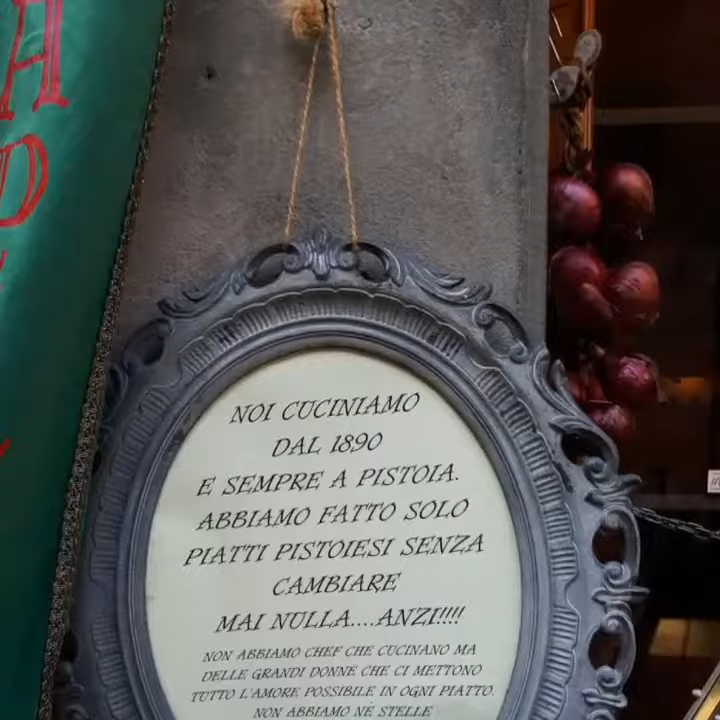 A
D
NOI CUCINIAMO
DAL 1890
E SEMPRE A PISTOIA.
ABBIAMO FATTO SOLO
PIATTI PISTOIESI SENZA
CAMBIARE
MAI NULLA....ANZI!!!!
NON ABBIAMO CHEF CHE CUCINANO MA
DELLE GRANDI DONNE CHE CI METTONO
TUTTO L'AMORE POSSIBILE IN OGNI PIATTO.
NON ABBIAMO NE STELLE